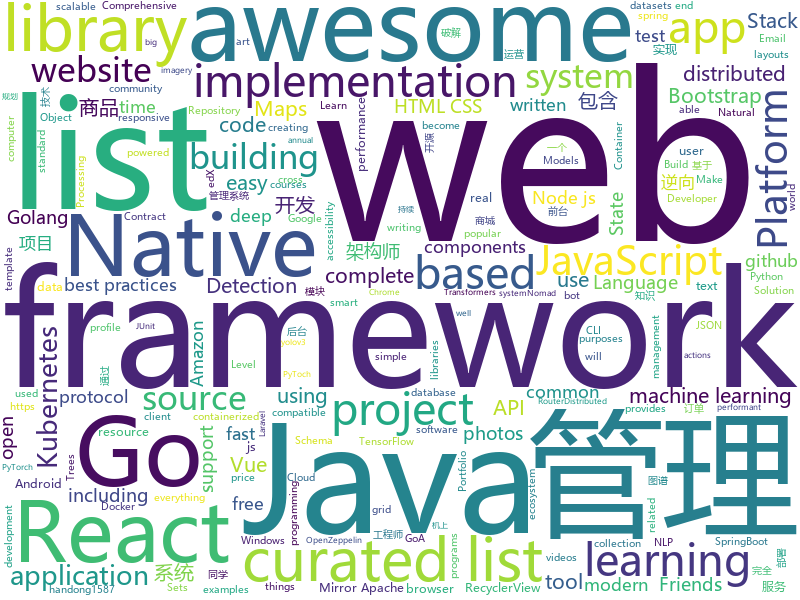 library awesome app Stack
website implementation system test
list web
商品 time Maps HTML CSS written 包含 distributed Bootstrap
code building easy deep Node js 逆向 Platform
Golang 开发 State
项目 Native 架构师 components JavaScript github
best practices Detection complete based use Language
framework
Kubernetes Amazon protocol source using common machine learning
open including project API fast photos Vue
Go Java 管理
React support free
application curated list learning
系统 tool modern Friends
Mirror Apache browser RecyclerView
scalable Comprehensive big art imagery community
Repository Learn responsive creating annual
performance Object standard computer Processing powered
技术 规划 破解 运营 实现 datasets end spring layouts
user able become Natural Container Build 基于 Make
Models 一个 real cross Google edX courses
管理系统 持续 商城 前台 popular writing accessibility
Developer world Python Solution
template data profile JUnit 模块 smart Chrome
Transformers systemNomad bot text 知识
CLI purposes will well JSON actions
后台 Level yolov3 PyToch simple libraries
management database TensorFlow programming
used https resource client containerized compatible
Schema Laravel js 通过 Trees
Android Docker development Cloud price everything
Windows OpenZeppelin GoA grid Portfolio
software provides RouterDistributed ecosystem 订单 performant
图谱 related 部署 SpringBoot
examples Sets things programs
handong1587 同学 including videos collection NLP
工程师 机上 Contract Email 开源 完全 服务 PyTorch